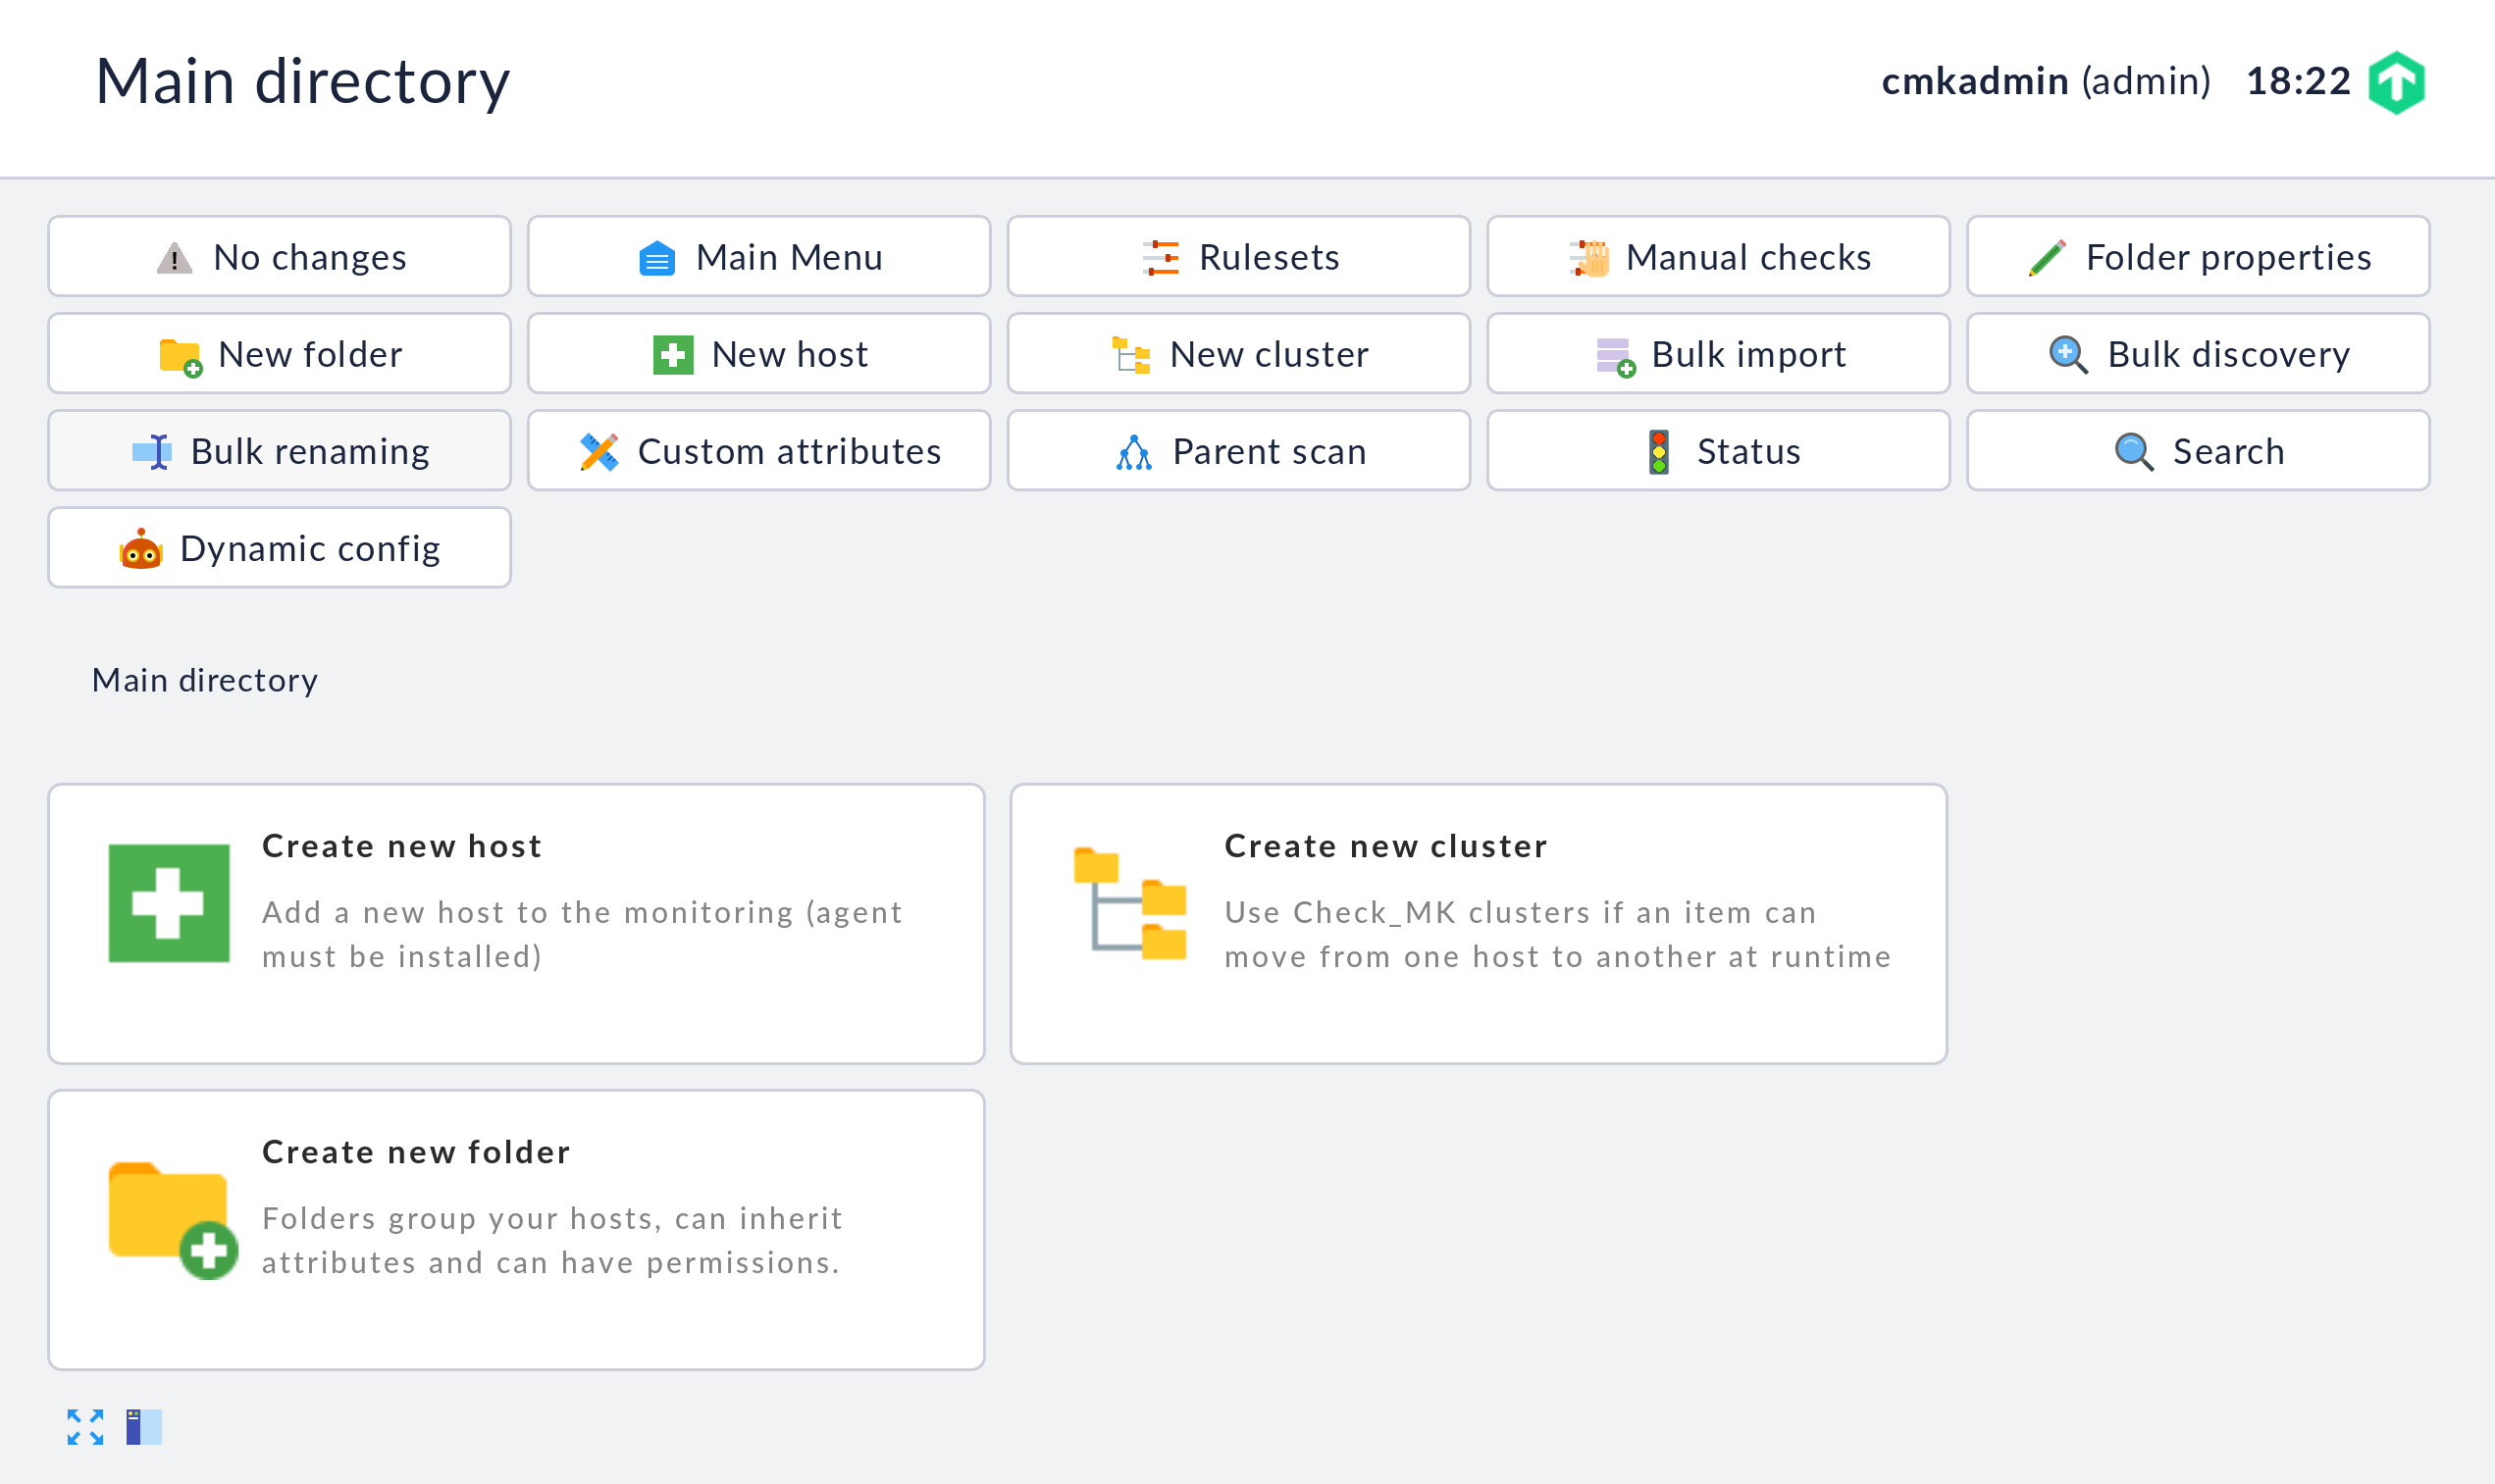 Main directory
cmkadmin (admin) 18:22
No changes
Main Menu
Rulesets
Manual checks
Folder properties
New folder
New host
New cluster
Bulk import
Bulk discovery
Bulk renaming
Custom attributes
Parent scan
Status
Search
Dynamic config
Main directory
Create new host
Add a new host to the monitoring (agent
must be installed)
Create new cluster
Use Check_MK clusters if an item can
move from one host to another at runtime
Create new folder
Folders group your hosts, can inherit
attributes and can have permissions.